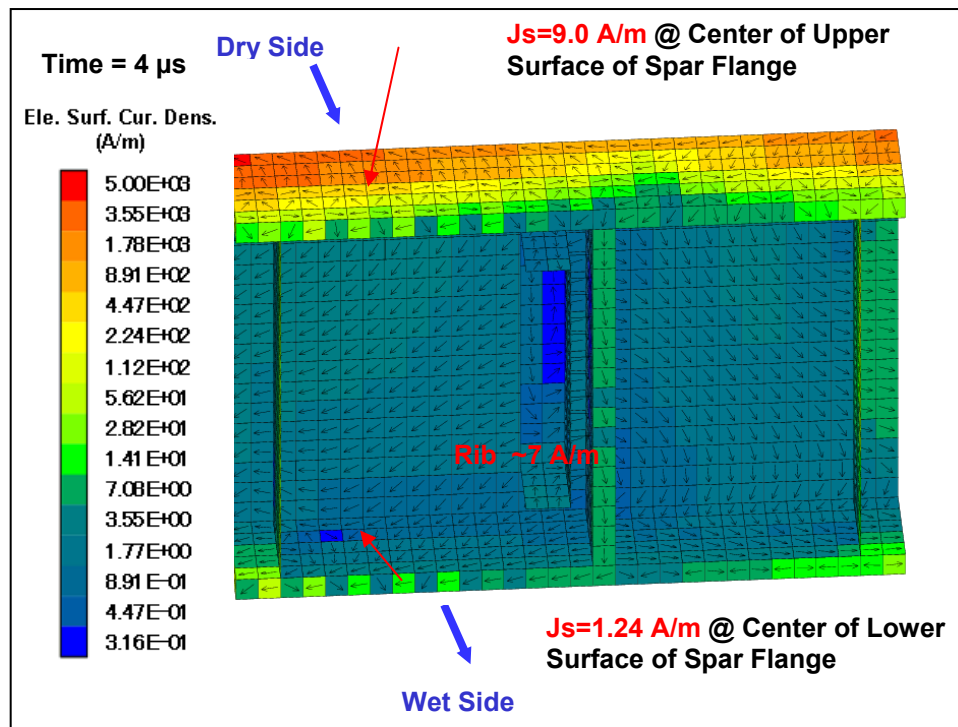 Dry Side
Js=9.0 A/m @ Center of Upper
Surface of Spar Flange
Time = 4 µs
Ele. Surf. Cur. Dens.
(A/m)
5.00E+03
3.55E+03
1.78E+03
8.91E+02
4.47E+02
2.24E+02
1.12E+02
5.62E+01
2.82E+01
1.41E+01
7.08E+00
3.55E+00
1.77E+00
8.91E-01
4.47E-01
3.16E-01
Rib ~7 A/m
Js=1.24 A/m @ Center of Lower
Surface of Spar Flange
Wet Side